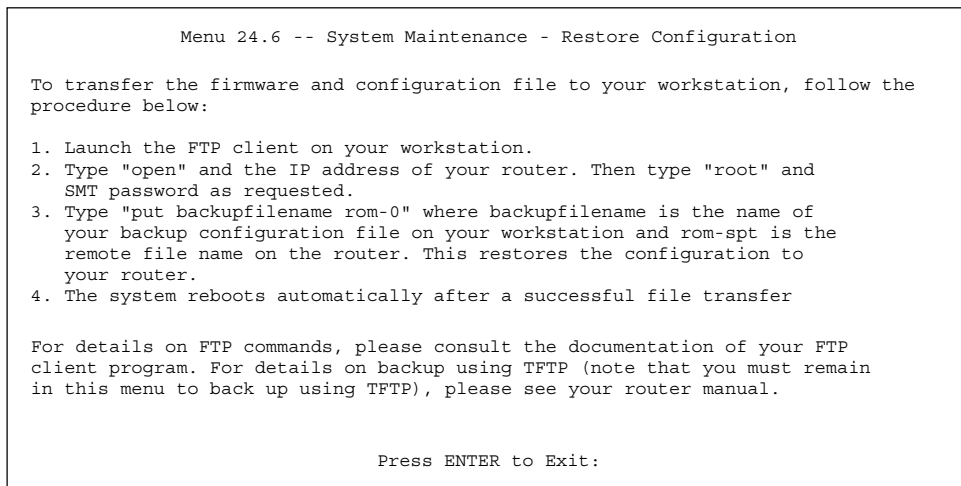 Menu 24.6 -- System Maintenance - Restore Configuration
To transfer the firmware and configuration file to your workstation, follow the
procedure below:
1. Launch the FTP client on your workstation.
2. Type "open" and the IP address of your router. Then type "root" and
SMT password as requested.
3. Type "put backupfilename rom-0" where backupfilename is the name of
your backup configuration file on your workstation and rom-spt is the
remote file name on the router. This restores the configuration to
your router.
4. The system reboots automatically after a successful file transfer
For details on FTP commands, please consult the documentation of your FTP
client program. For details on backup using TFTP (note that you must remain
in this menu to back up using TFTP), please see your router manual.
Press ENTER to Exit: